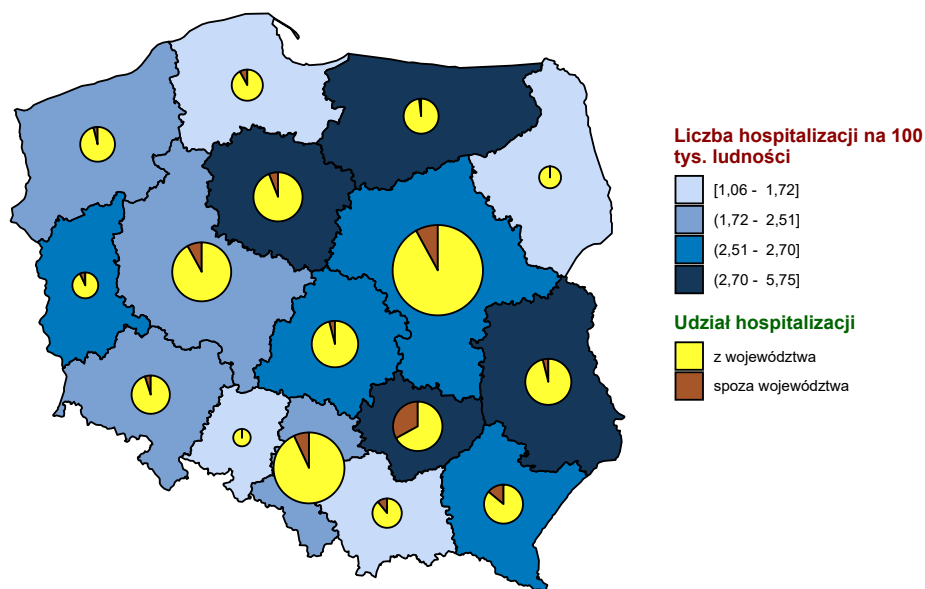 Liczba hospitalizacji na 100
tys. ludności
[1,06 - 1,72]
(1,72 - 2,51]
(2,51 - 2,70]
(2,70 - 5,75]
Udział hospitalizacji
z województwa
spoza województwa